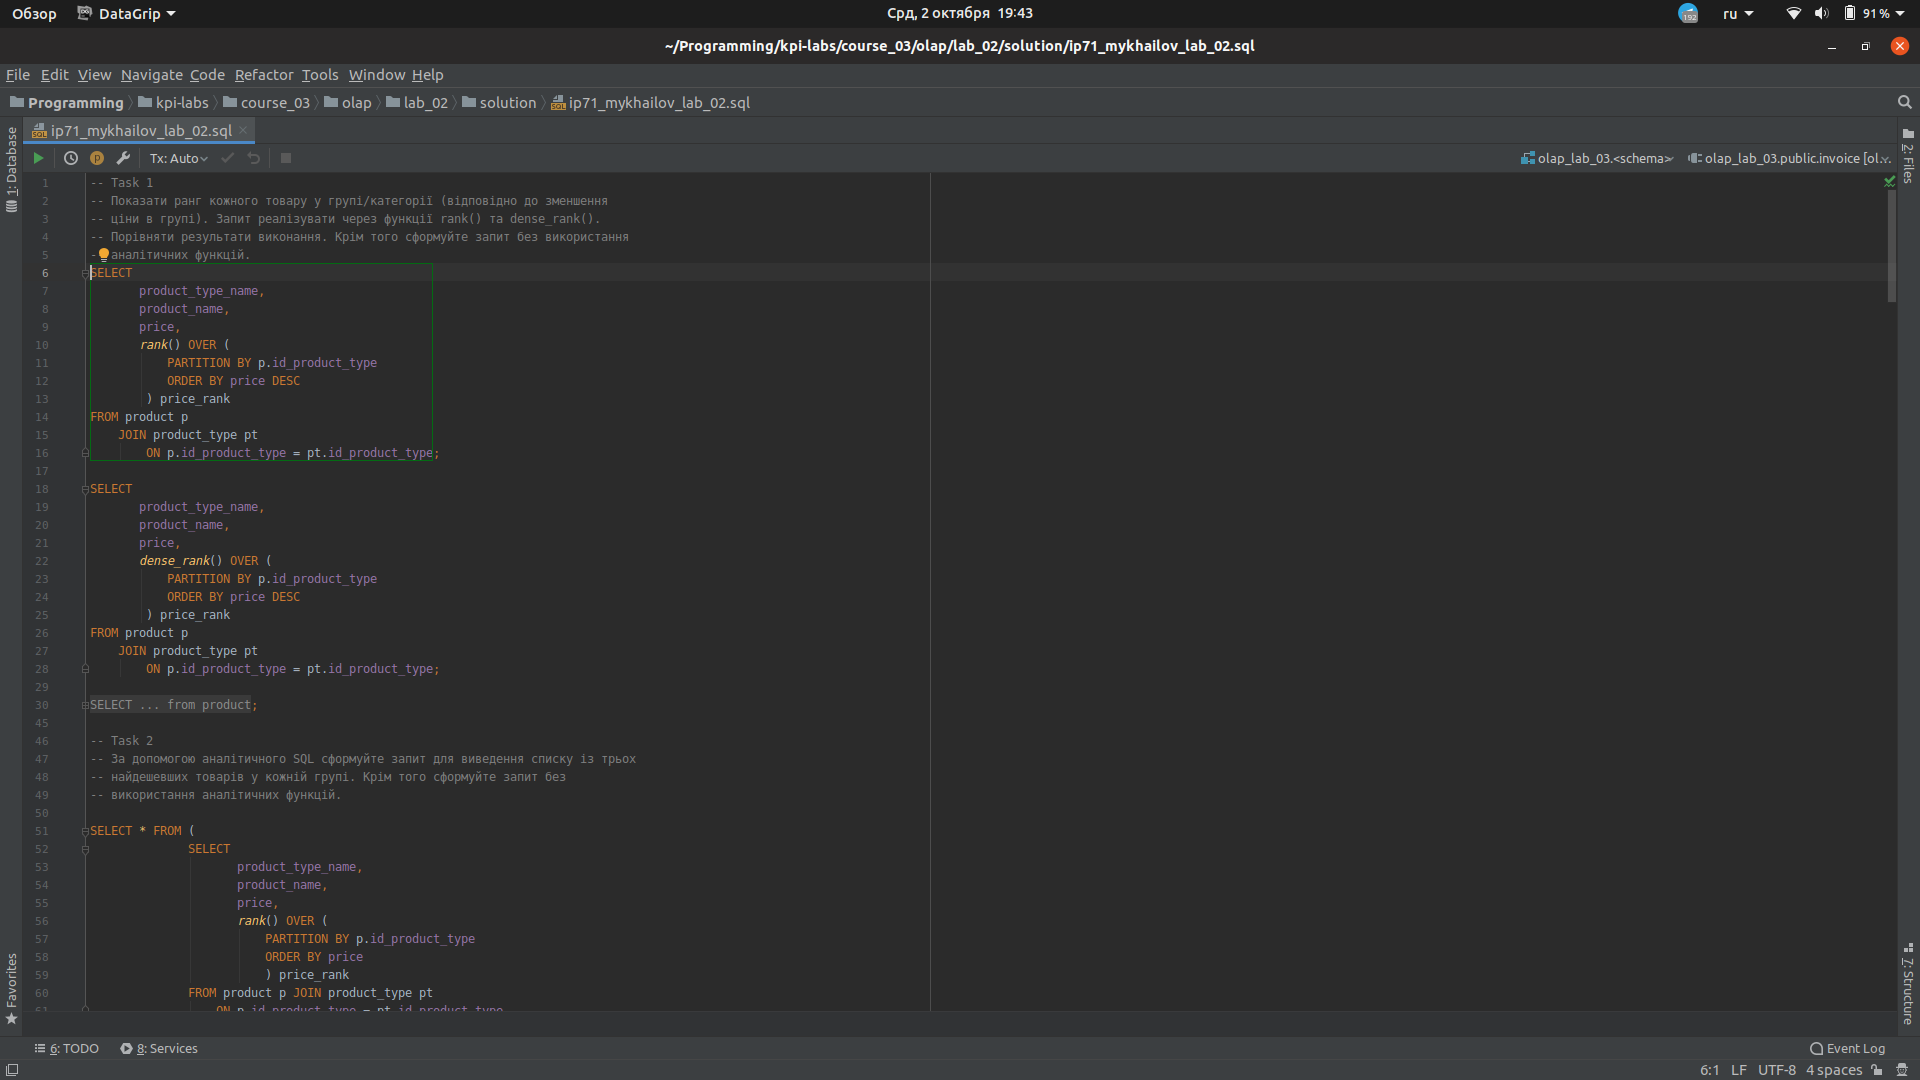 Обзор DataGrip Срд, 2 октября 19:43 192 ru 91 %
~/Programming/kpi-labs/course_03/olap/lab_02/solution/ip71_mykhailov_lab_02.sql
File Edit View Navigate Code Refactor Tools Window Help
Programming kpi-labs course_03 olap lab_02 solution ip71_mykhailov_lab_02.sql
ip71_mykhailov_lab_02.sql
Tx: Auto olap_lab_03.<schema> olap_lab_03.public.invoice [ol...
1: Database
2: Files
1 -- Task 1
2 -- Показати ранг кожного товару у групі/категорії (відповідно до зменшення
3 -- ціни в групі). Запит реалізувати через функції rank() та dense_rank().
4 -- Порівняти результати виконання. Крім того сформуйте запит без використання
5 - аналітичних функцій.
6 SELECT
7 product_type_name,
8 product_name,
9 price,
10 rank() OVER (
11 PARTITION BY p.id_product_type
12 ORDER BY price DESC
13 ) price_rank
14 FROM product p
15 JOIN product_type pt
16 ON p.id_product_type = pt.id_product_type;
17
18 SELECT
19 product_type_name,
20 product_name,
21 price,
22 dense_rank() OVER (
23 PARTITION BY p.id_product_type
24 ORDER BY price DESC
25 ) price_rank
26 FROM product p
27 JOIN product_type pt
28 ON p.id_product_type = pt.id_product_type;
29
30 SELECT ... from product;
45
46 -- Task 2
47 -- За допомогою аналітичного SQL сформуйте запит для виведення списку із трьох
48 -- найдешевших товарів у кожній групі. Крім того сформуйте запит без
49 -- використання аналітичних функцій.
50
51 SELECT * FROM (
52 SELECT
53 product_type_name,
54 product_name,
55 price,
56 rank() OVER (
57 PARTITION BY p.id_product_type
58 ORDER BY price
59 ) price_rank
60 FROM product p JOIN product_type pt
61 ON p.id_product_type = pt.id_product_type
Favorites
7: Structure
6: TODO 8: Services Event Log
6:1 LF UTF-8 4 spaces